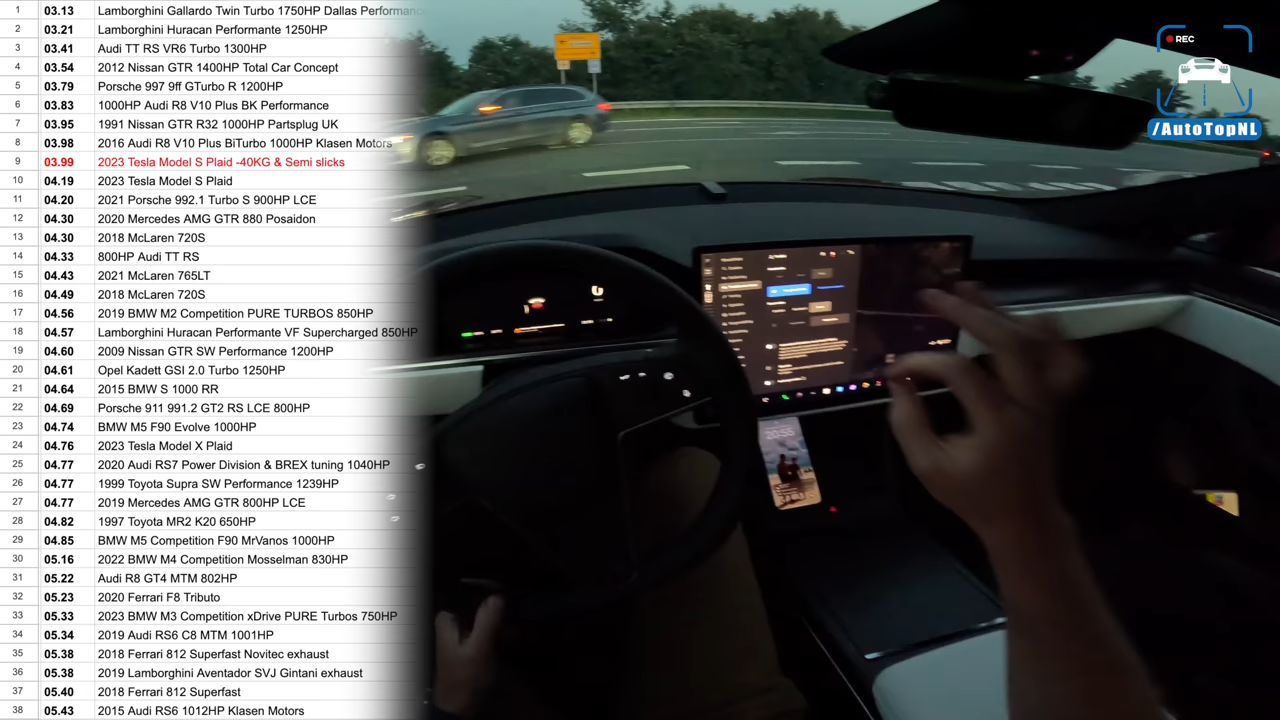 1 03.13 Lamborghini Gallardo Twin Turbo 1750HP Dallas Performance
2 03.21 Lamborghini Huracan Performante 1250HP
3 03.41 Audi TT RS VR6 Turbo 1300HP
4 03.54 2012 Nissan GTR 1400HP Total Car Concept
5 03.79 Porsche 997 9ff GTurbo R 1200HP
6 03.83 1000HP Audi R8 V10 Plus BK Performance
7 03.95 1991 Nissan GTR R32 1000HP Partsplug UK
8 03.98 2016 Audi R8 V10 Plus BiTurbo 1000HP Klasen Motors
9 03.99 2023 Tesla Model S Plaid -40KG & Semi slicks
10 04.19 2023 Tesla Model S Plaid
11 04.20 2021 Porsche 992.1 Turbo S 900HP LCE
12 04.30 2020 Mercedes AMG GTR 880 Posaidon
13 04.30 2018 McLaren 720S
14 04.33 800HP Audi TT RS
15 04.43 2021 McLaren 765LT
16 04.49 2018 McLaren 720S
17 04.56 2019 BMW M2 Competition PURE TURBOS 850HP
18 04.57 Lamborghini Huracan Performante VF Supercharged 850HP
19 04.60 2009 Nissan GTR SW Performance 1200HP
20 04.61 Opel Kadett GSI 2.0 Turbo 1250HP
21 04.64 2015 BMW S 1000 RR
22 04.69 Porsche 911 991.2 GT2 RS LCE 800HP
23 04.74 BMW M5 F90 Evolve 1000HP
24 04.76 2023 Tesla Model X Plaid
25 04.77 2020 Audi RS7 Power Division & BREX tuning 1040HP
26 04.77 1999 Toyota Supra SW Performance 1239HP
27 04.77 2019 Mercedes AMG GTR 800HP LCE
28 04.82 1997 Toyota MR2 K20 650HP
29 04.85 BMW M5 Competition F90 MrVanos 1000HP
30 05.16 2022 BMW M4 Competition Mosselman 830HP
31 05.22 Audi R8 GT4 MTM 802HP
32 05.23 2020 Ferrari F8 Tributo
33 05.33 2023 BMW M3 Competition xDrive PURE Turbos 750HP
34 05.34 2019 Audi RS6 C8 MTM 1001HP
35 05.38 2018 Ferrari 812 Superfast Novitec exhaust
36 05.38 2019 Lamborghini Aventador SVJ Gintani exhaust
37 05.40 2018 Ferrari 812 Superfast
38 05.43 2015 Audi RS6 1012HP Klasen Motors
REC
/AutoTopNL
20:55